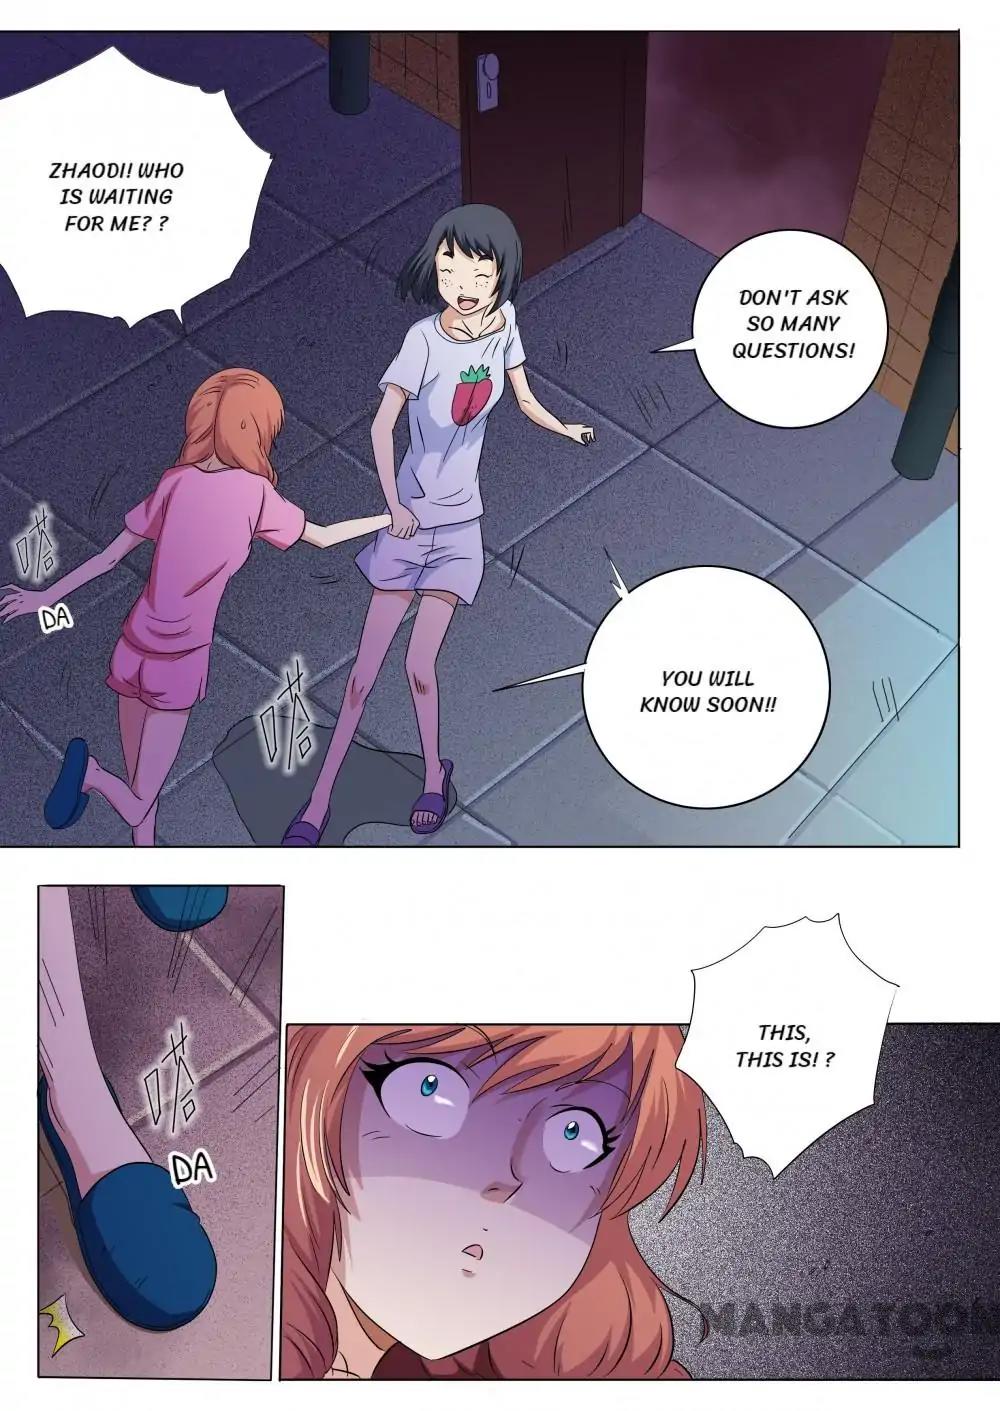 ZHAODI! WHO
IS WAITING
FOR ME? ?
DON'T ASK
SO MANY
QUESTIONS!
嗒
DA
嗒
YOU WILL
KNOW SOON!!
嗒
DA
THIS,
THIS IS! ?
MANGATOON